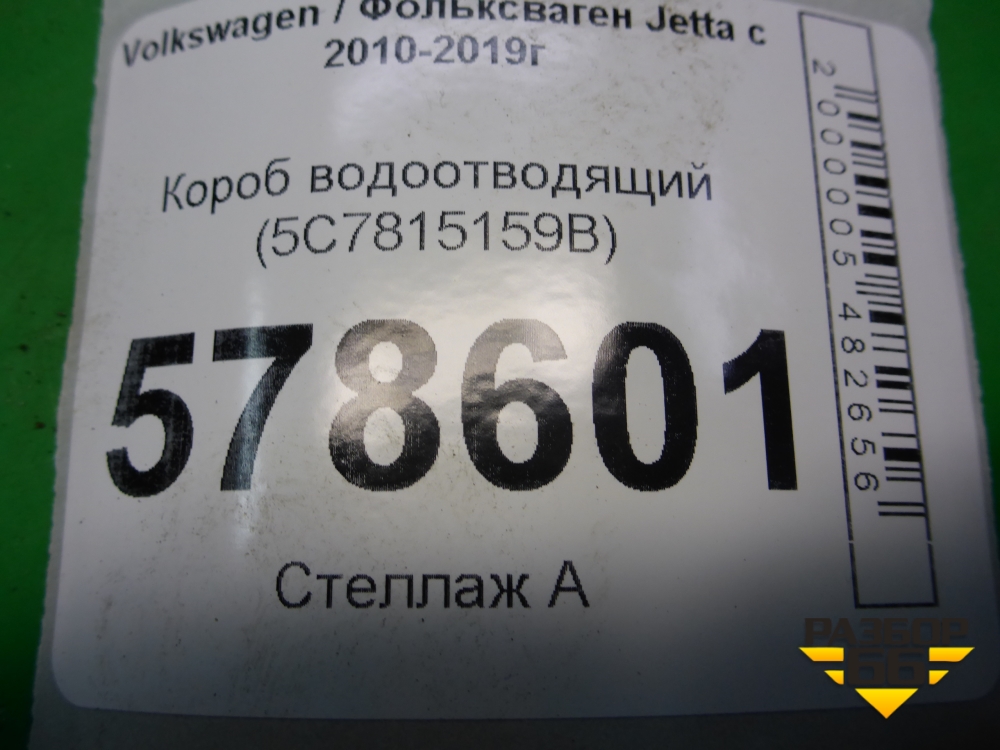 Volkswagen / Фольксваген Jetta с
2010-2019г
Короб водоотводящий
(5C7815159B)
578601
Стеллаж А
2000005482656
РАЗБОР
66